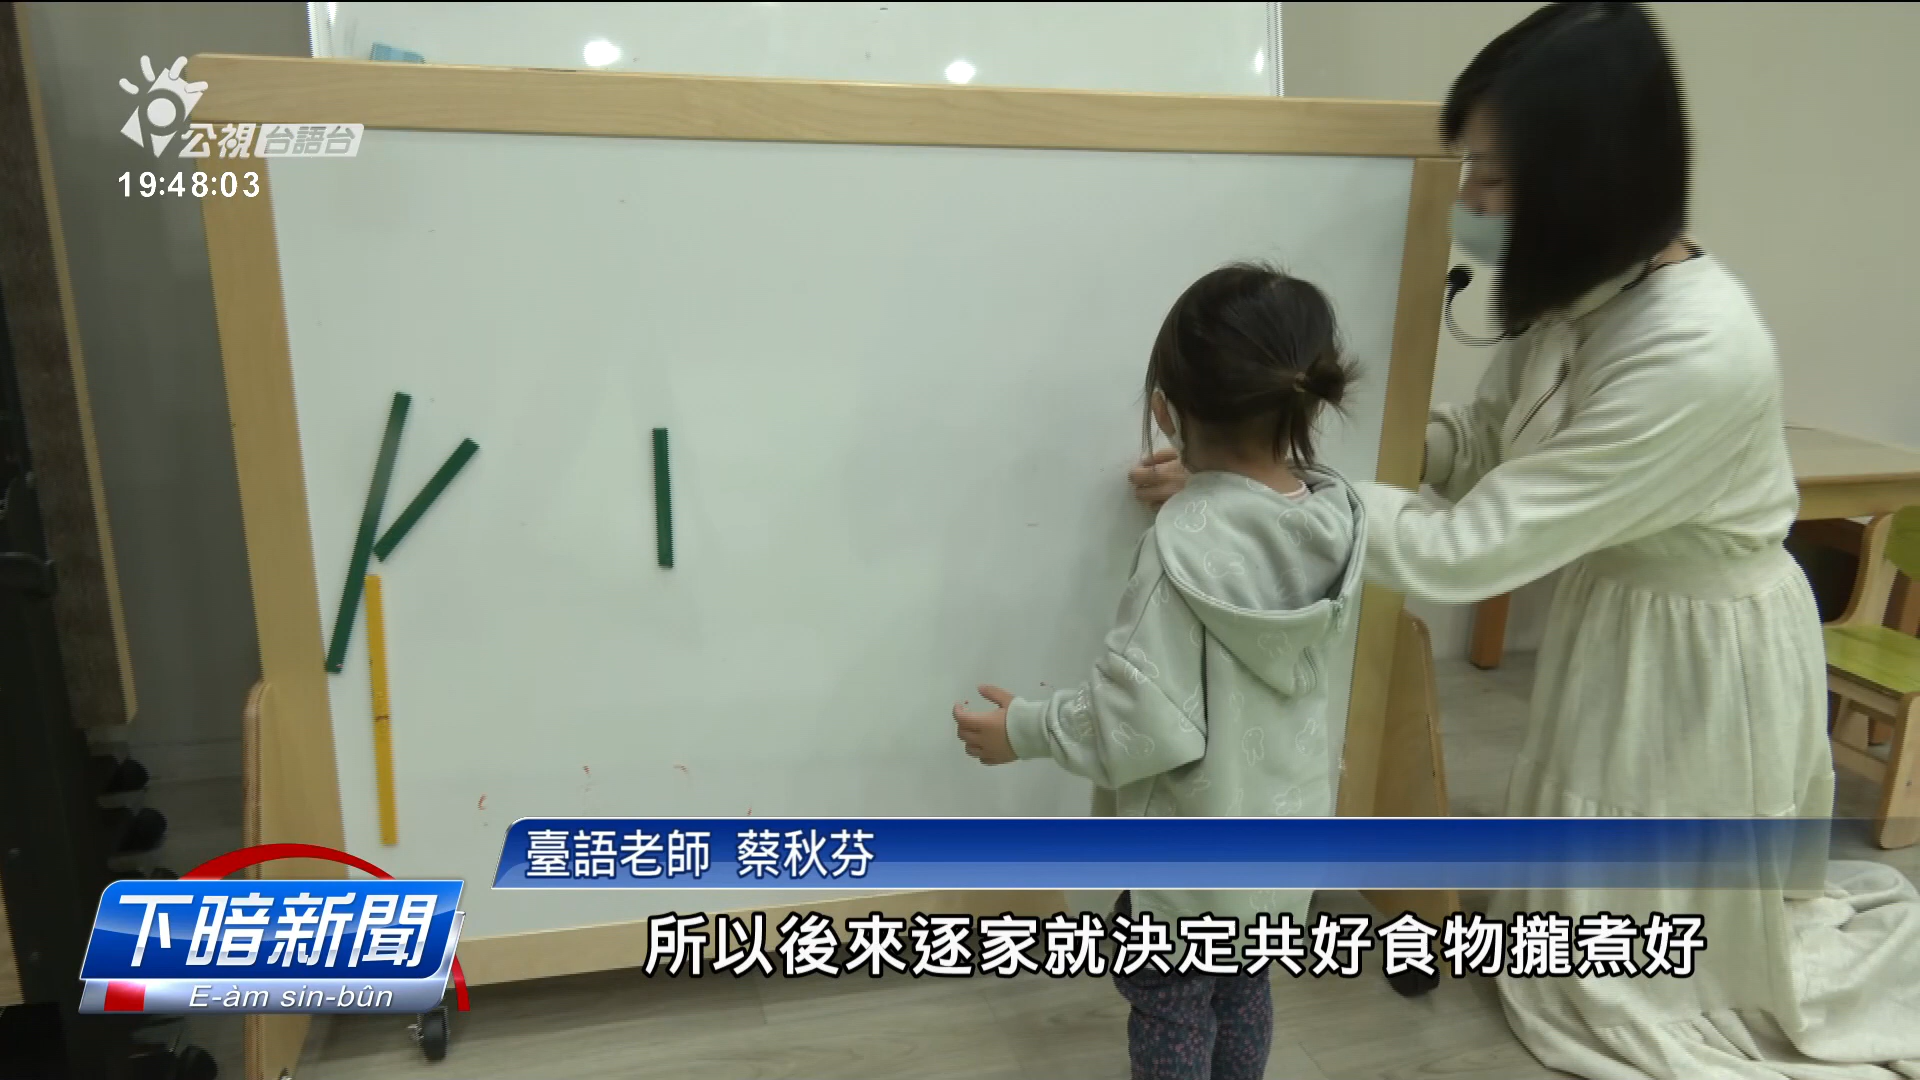 公視台語台
19:48:03
臺語老師 蔡秋芬
下暗新聞
E-àm sin-bûn
所以後來逐家就決定共好食物攏煮好